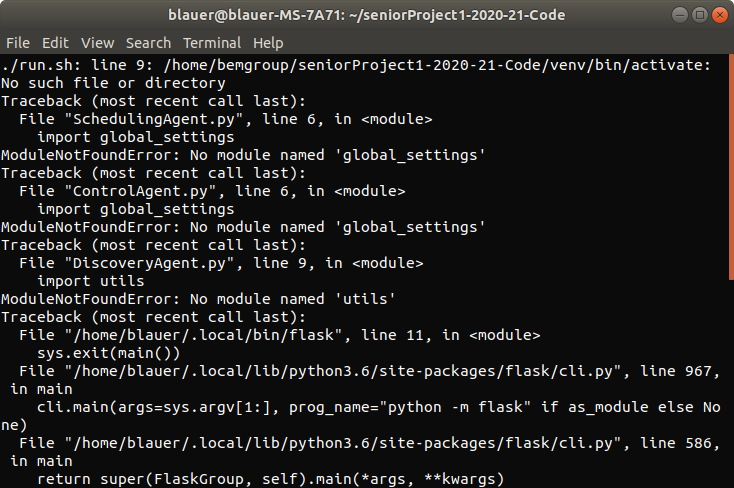 blauer@blauer-MS-7A71: ~/seniorProject1-2020-21-Code
File Edit View Search Terminal Help
./run.sh: line 9: /home/bemgroup/seniorProject1-2020-21-Code/venv/bin/activate:
No such file or directory
Traceback (most recent call last):
  File "SchedulingAgent.py", line 6, in <module>
    import global_settings
ModuleNotFoundError: No module named 'global_settings'
Traceback (most recent call last):
  File "ControlAgent.py", line 6, in <module>
    import global_settings
ModuleNotFoundError: No module named 'global_settings'
Traceback (most recent call last):
  File "DiscoveryAgent.py", line 9, in <module>
    import utils
ModuleNotFoundError: No module named 'utils'
Traceback (most recent call last):
  File "/home/blauer/.local/bin/flask", line 11, in <module>
    sys.exit(main())
  File "/home/blauer/.local/lib/python3.6/site-packages/flask/cli.py", line 967,
 in main
    cli.main(args=sys.argv[1:], prog_name="python -m flask" if as_module else No
ne)
  File "/home/blauer/.local/lib/python3.6/site-packages/flask/cli.py", line 586,
 in main
    return super(FlaskGroup, self).main(*args, **kwargs)